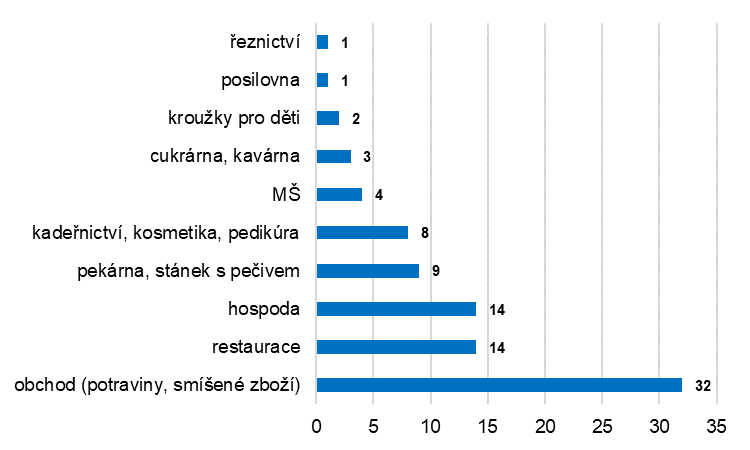 řeznictví 1
posilovna 1
kroužky pro děti 2
cukrárna, kavárna 3
MŠ 4
kadeřnictví, kosmetika, pedikúra 8
pekárna, stánek s pečivem 9
hospoda 14
restaurace 14
obchod (potraviny, smíšené zboží) 32
0 5 10 15 20 25 30 35